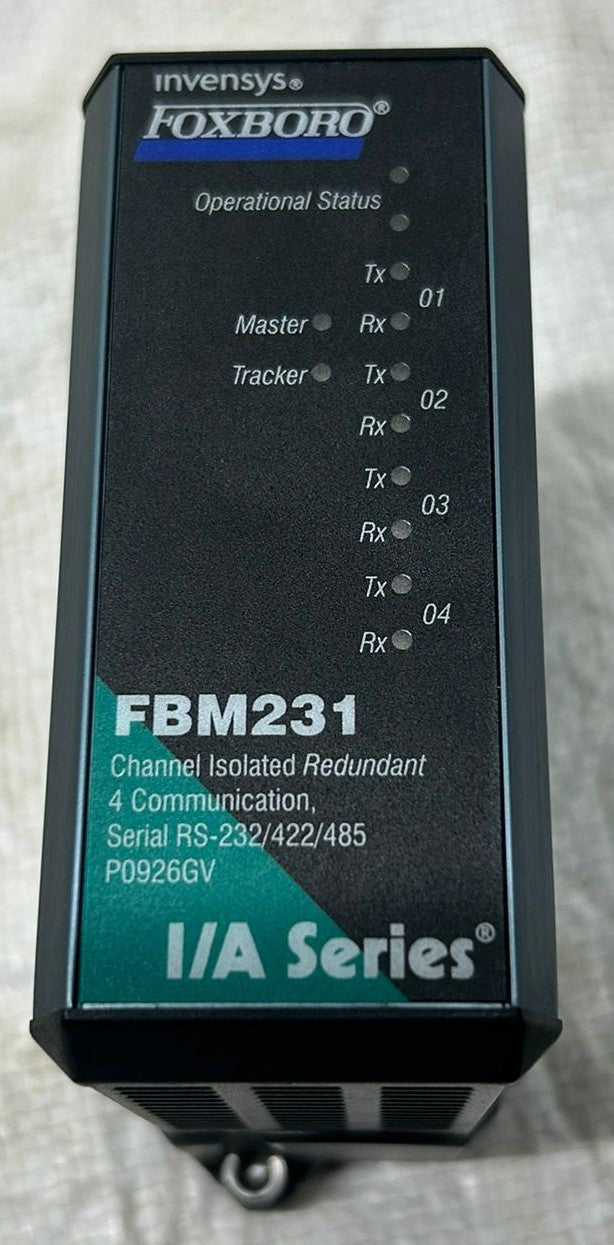 invensys®
FOXBORO®
Operational Status
Tx
01
Master Rx
Tracker Tx
02
Rx
Tx
03
Rx
Tx
04
Rx
FBM231
Channel Isolated Redundant
4 Communication,
Serial RS-232/422/485
P0926GV
I/A Series®